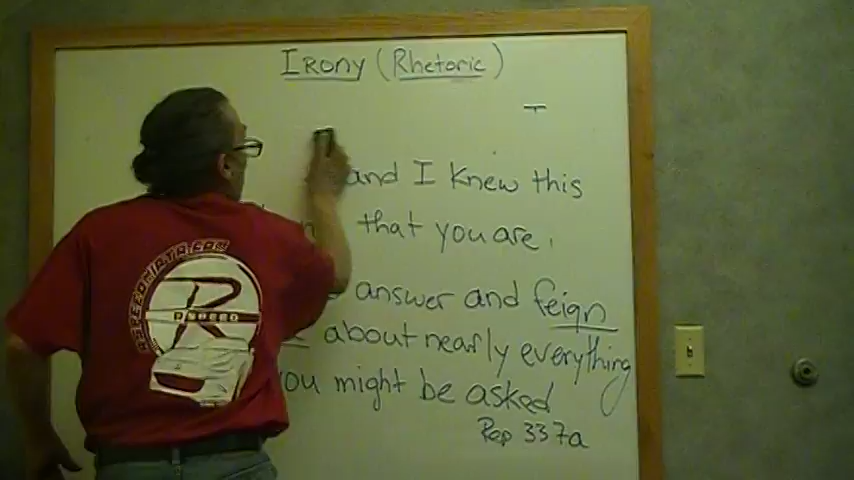 Irony (Rhetoric)
and I knew this
that you are.
answer and feign
about nearly everything
you might be asked
Rep 337a
RSPEED